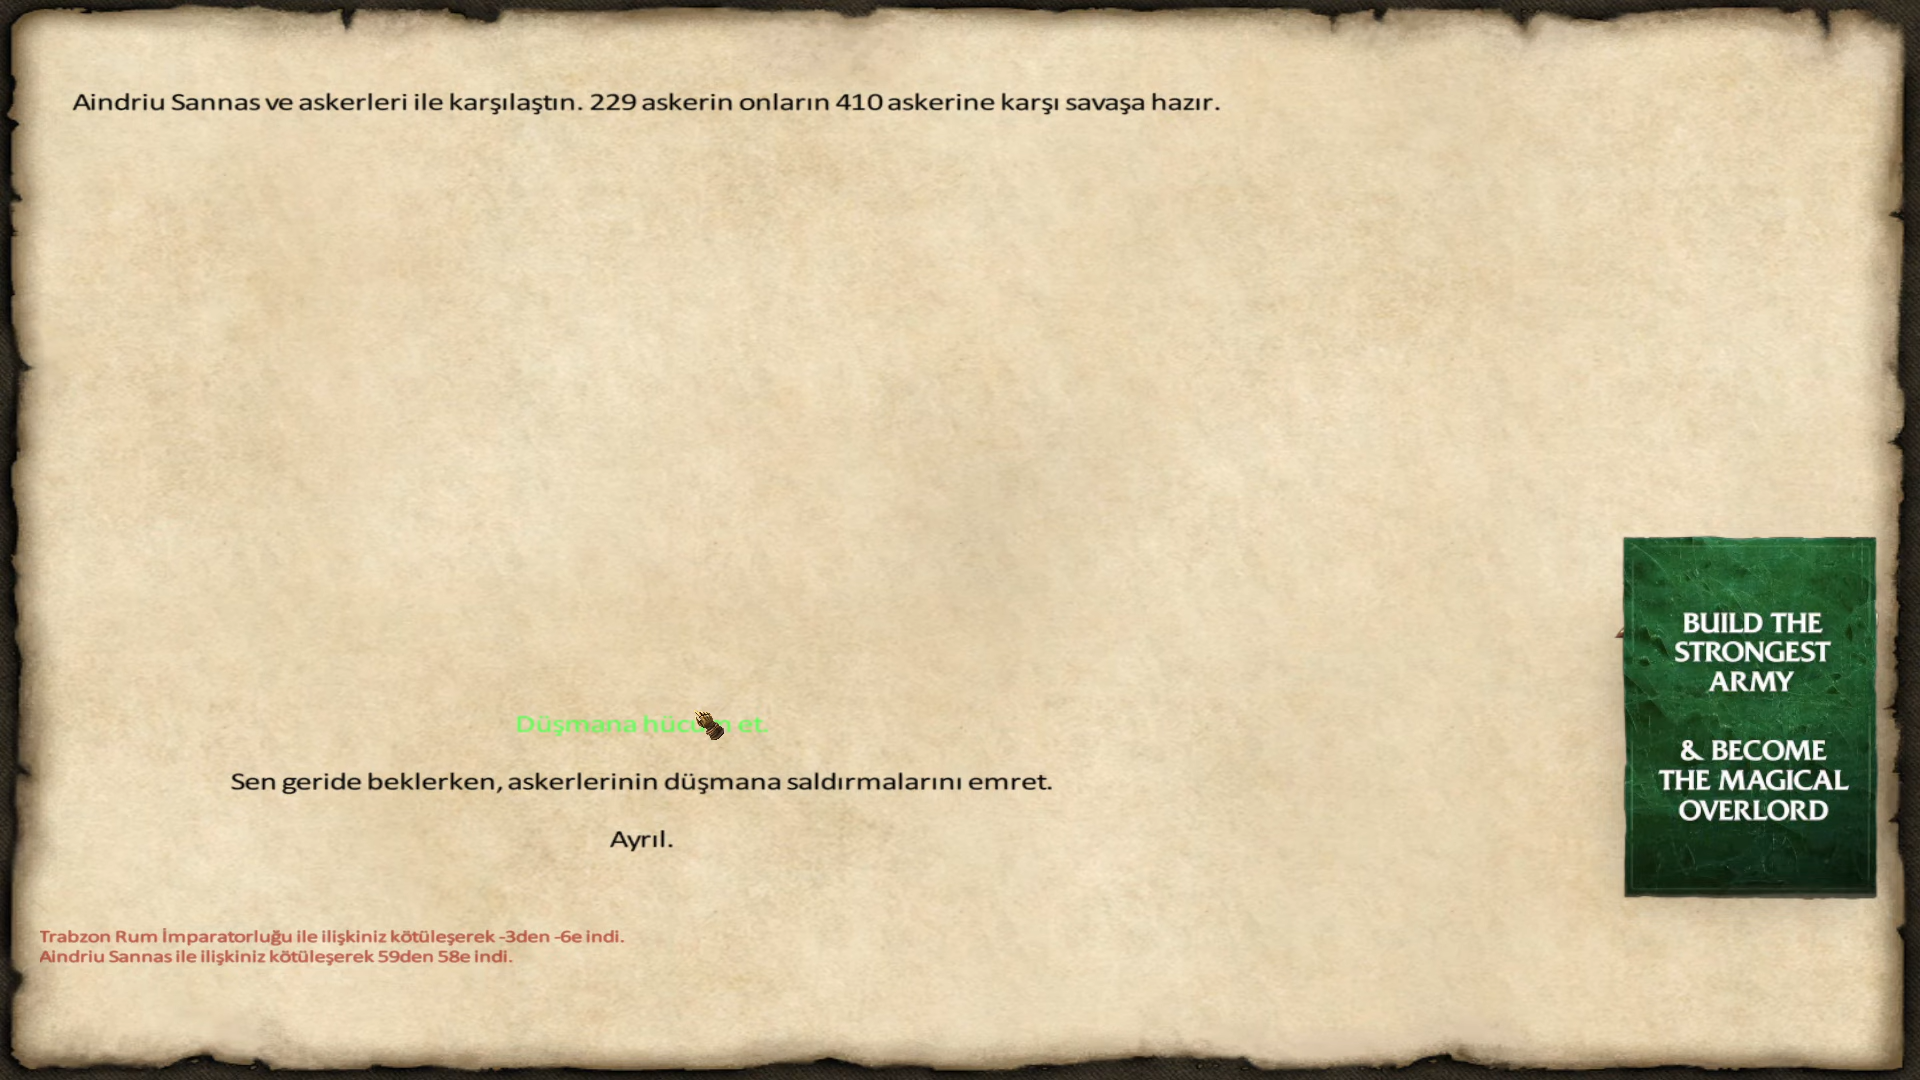 Aindriu Sannas ve askerleri ile karşılaştın. 229 askerin onların 410 askerine karşı savaşa hazır.
Düşmana hücum et.
Sen geride beklerken, askerlerinin düşmana saldırmalarını emret.
Ayrıl.
BUILD THE
STRONGEST
ARMY
& BECOME
THE MAGICAL
OVERLORD
Trabzon Rum İmparatorluğu ile ilişkiniz kötüleşerek -3den -6e indi.
Aindriu Sannas ile ilişkiniz kötüleşerek 59den 58e indi.